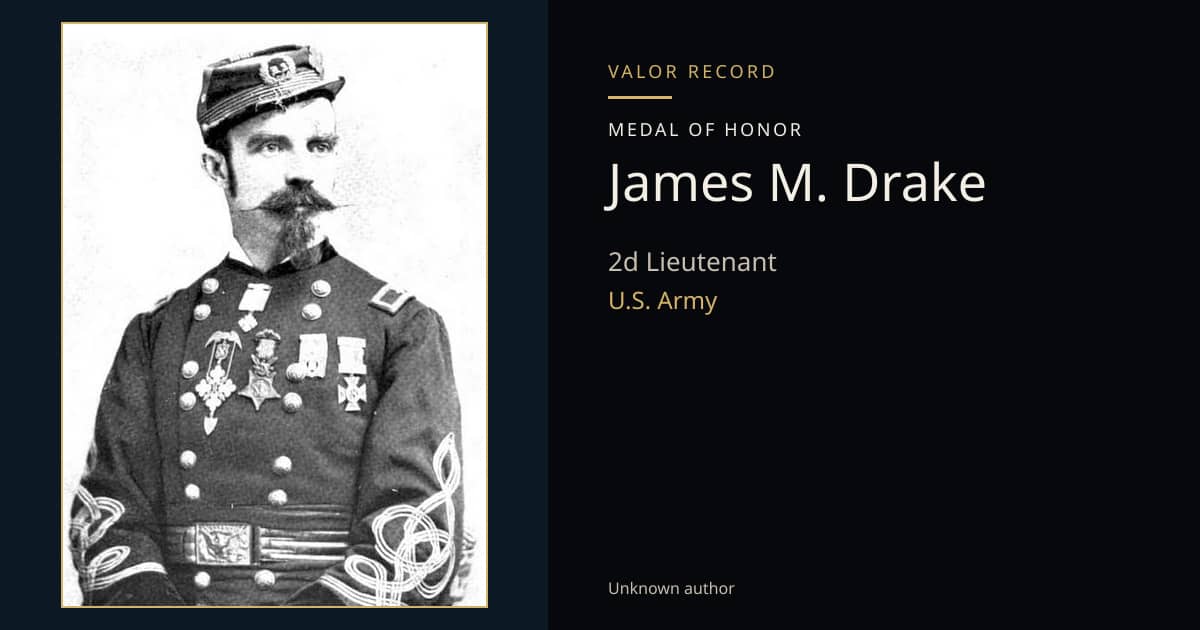 VALOR RECORD
MEDAL OF HONOR
James M. Drake
2d Lieutenant
U.S. Army
Unknown author